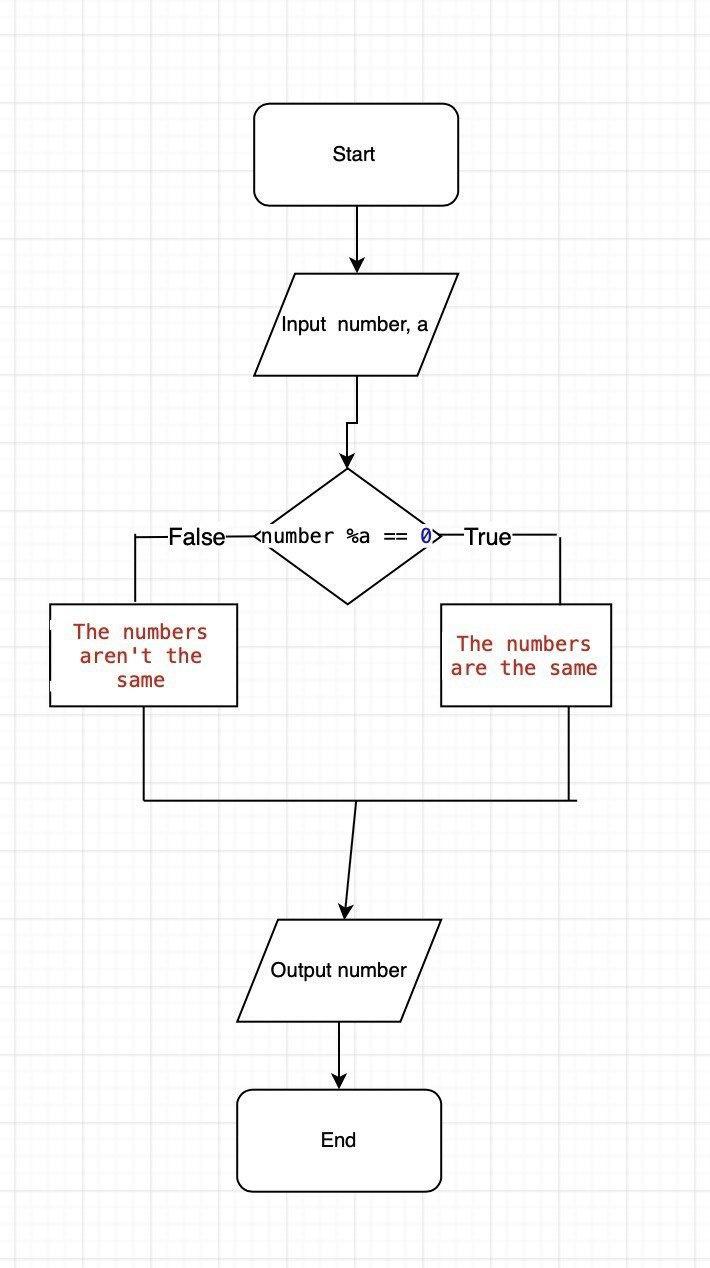 Start
Input number, a
number %a == 0
False
True
The numbers
aren't the
same
The numbers
are the same
Output number
End